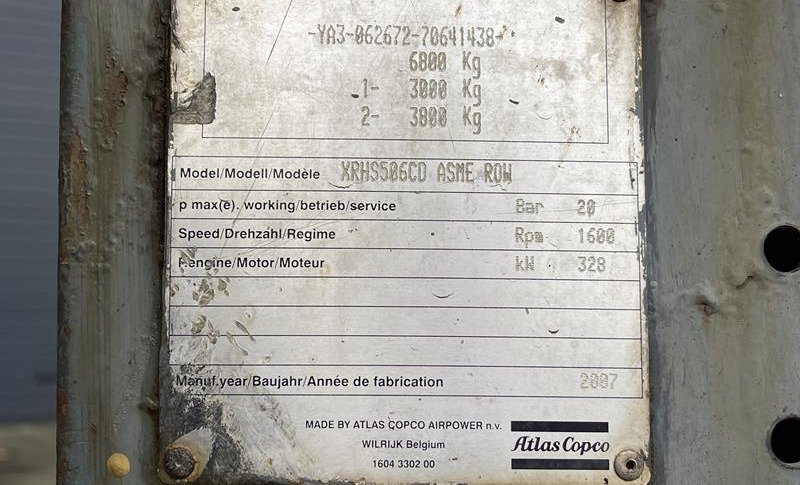 -YA3-062672-70641438-
6800 Kg
1- 3000 Kg
2- 3800 Kg
Model/Modell/Modèle XRHS506CD ASME ROW
p max(e). working/betrieb/service Bar 20
Speed/Drehzahl/Regime Rpm 1600
Pengine/Motor/Moteur kW 328
Manuf.year/Baujahr/Année de fabrication 2007
MADE BY ATLAS COPCO AIRPOWER n.v.
WILRIJK Belgium
1604 3302 00
Atlas Copco